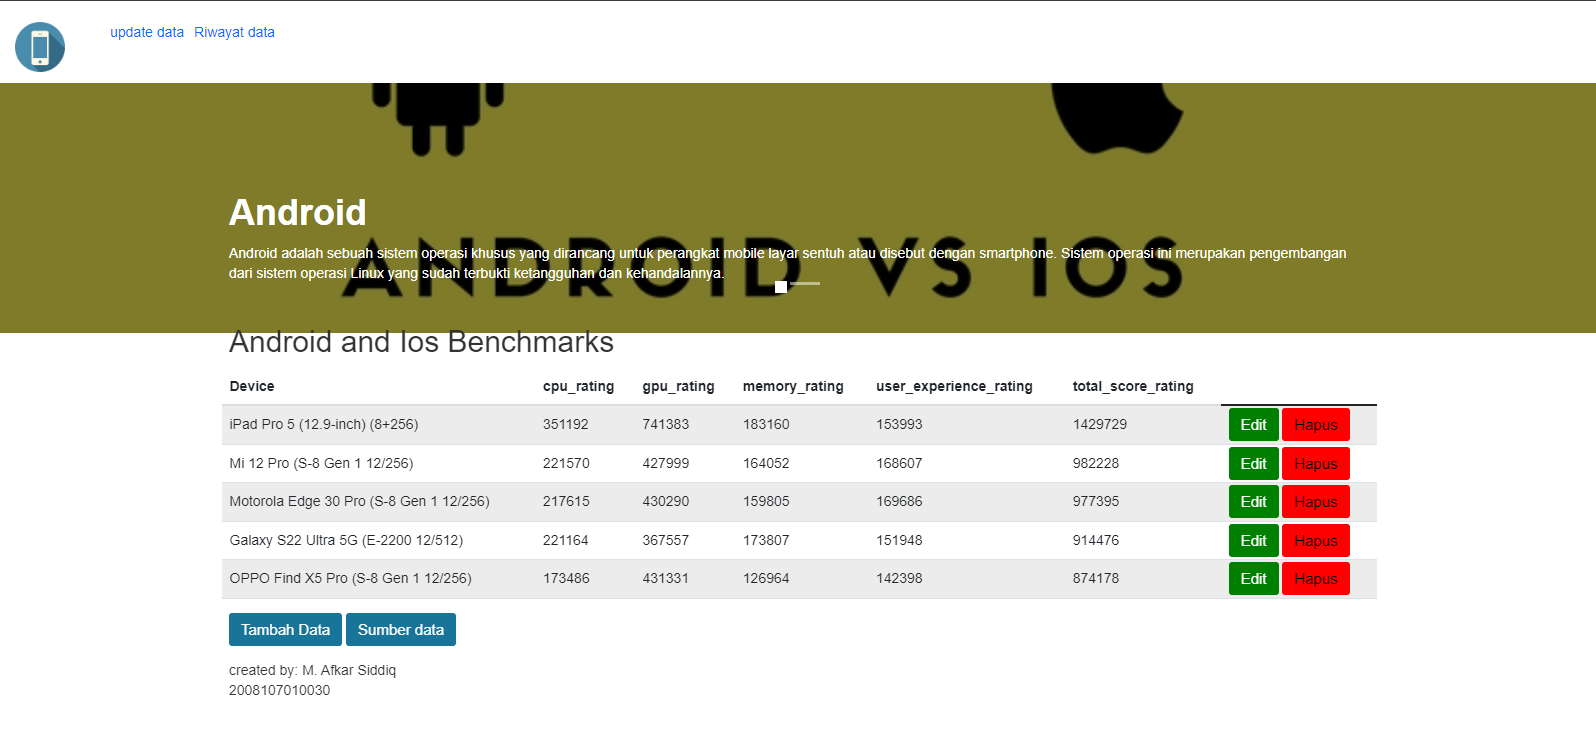 update data Riwayat data
Android
Android adalah sebuah sistem operasi khusus yang dirancang untuk perangkat mobile layar sentuh atau disebut dengan smartphone. Sistem operasi ini merupakan pengembangan
dari sistem operasi Linux yang sudah terbukti ketangguhan dan kehandalannya.
ANDROID VS IOS
Android and Ios Benchmarks
Device cpu_rating gpu_rating memory_rating user_experience_rating total_score_rating
iPad Pro 5 (12.9-inch) (8+256) 351192 741383 183160 153993 1429729 Edit Hapus
Mi 12 Pro (S-8 Gen 1 12/256) 221570 427999 164052 168607 982228 Edit Hapus
Motorola Edge 30 Pro (S-8 Gen 1 12/256) 217615 430290 159805 169686 977395 Edit Hapus
Galaxy S22 Ultra 5G (E-2200 12/512) 221164 367557 173807 151948 914476 Edit Hapus
OPPO Find X5 Pro (S-8 Gen 1 12/256) 173486 431331 126964 142398 874178 Edit Hapus
Tambah Data Sumber data
created by: M. Afkar Siddiq
2008107010030